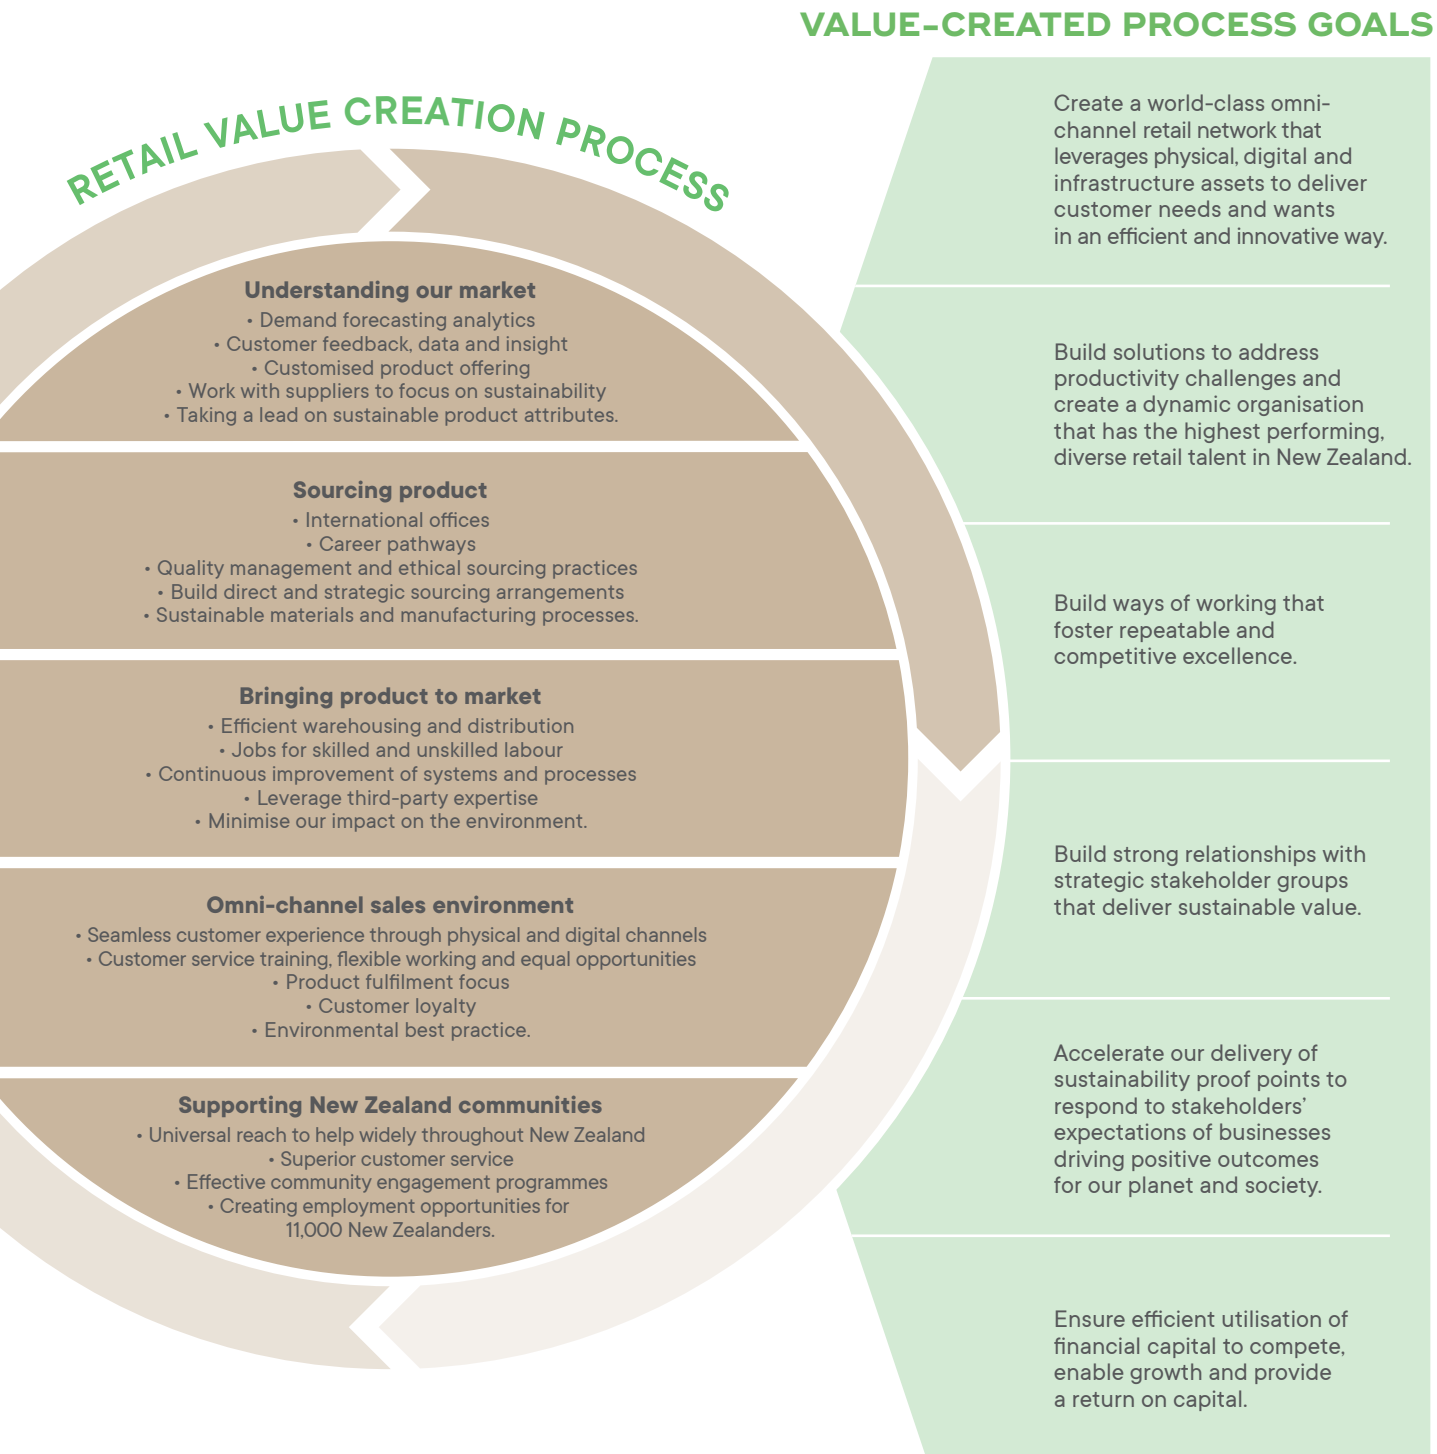 VALUE-CREATED PROCESS GOALS
RETAIL VALUE CREATION PROCESS
Understanding our market
• Demand forecasting analytics
• Customer feedback, data and insight
• Customised product offering
• Work with suppliers to focus on sustainability
• Taking a lead on sustainable product attributes.
Sourcing product
• International offices
• Career pathways
• Quality management and ethical sourcing practices
• Build direct and strategic sourcing arrangements
• Sustainable materials and manufacturing processes.
Bringing product to market
• Efficient warehousing and distribution
• Jobs for skilled and unskilled labour
• Continuous improvement of systems and processes
• Leverage third-party expertise
• Minimise our impact on the environment.
Omni-channel sales environment
• Seamless customer experience through physical and digital channels
• Customer service training, flexible working and equal opportunities
• Product fulfilment focus
• Customer loyalty
• Environmental best practice.
Supporting New Zealand communities
• Universal reach to help widely throughout New Zealand
• Superior customer service
• Effective community engagement programmes
• Creating employment opportunities for
11,000 New Zealanders.
Create a world-class omni-
channel retail network that
leverages physical, digital and
infrastructure assets to deliver
customer needs and wants
in an efficient and innovative way.
Build solutions to address
productivity challenges and
create a dynamic organisation
that has the highest performing,
diverse retail talent in New Zealand.
Build ways of working that
foster repeatable and
competitive excellence.
Build strong relationships with
strategic stakeholder groups
that deliver sustainable value.
Accelerate our delivery of
sustainability proof points to
respond to stakeholders’
expectations of businesses
driving positive outcomes
for our planet and society.
Ensure efficient utilisation of
financial capital to compete,
enable growth and provide
a return on capital.